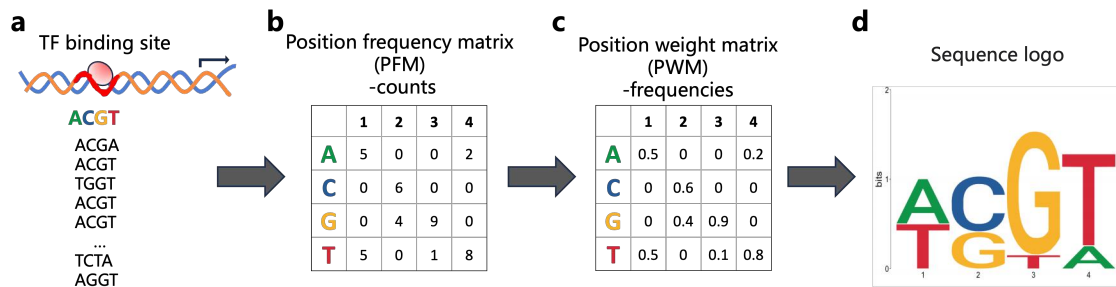 a
TF binding site
ACGT
ACGA
ACGT
TGGT
ACGT
ACGT
...
TCTA
AGGT
b
Position frequency matrix
(PFM)
-counts
1 2 3 4
A 5 0 0 2
C 0 6 0 0
G 0 4 9 0
T 5 0 1 8
c
Position weight matrix
(PWM)
-frequencies
1 2 3 4
A 0.5 0 0 0.2
C 0 0.6 0 0
G 0 0.4 0.9 0
T 0.5 0 0.1 0.8
d
Sequence logo
2
1
0
bits
A C G T
T G T A
1 2 3 4